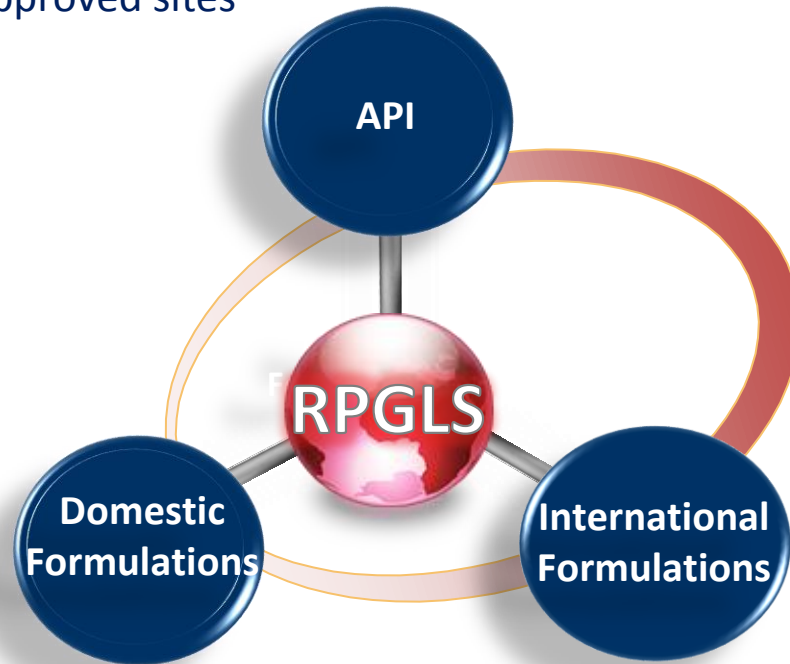 pproved sites
API
RPGLS
Domestic
Formulations
International
Formulations